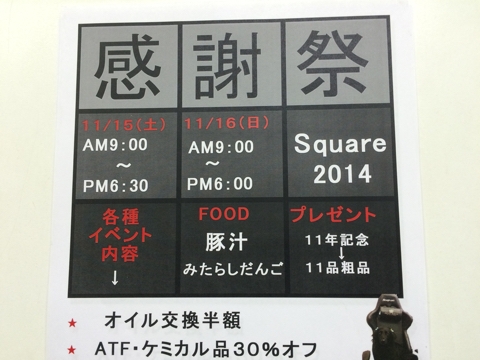 感謝祭
11/15(土)
AM9:00
~
PM6:30
11/16(日)
AM9:00
~
PM6:00
Square
2014
各種
イベント
内容
↓
FOOD
豚汁
みたらしだんご
プレゼント
11年記念
↓
11品粗品
★ オイル交換半額
★ ATF・ケミカル品30%オフ